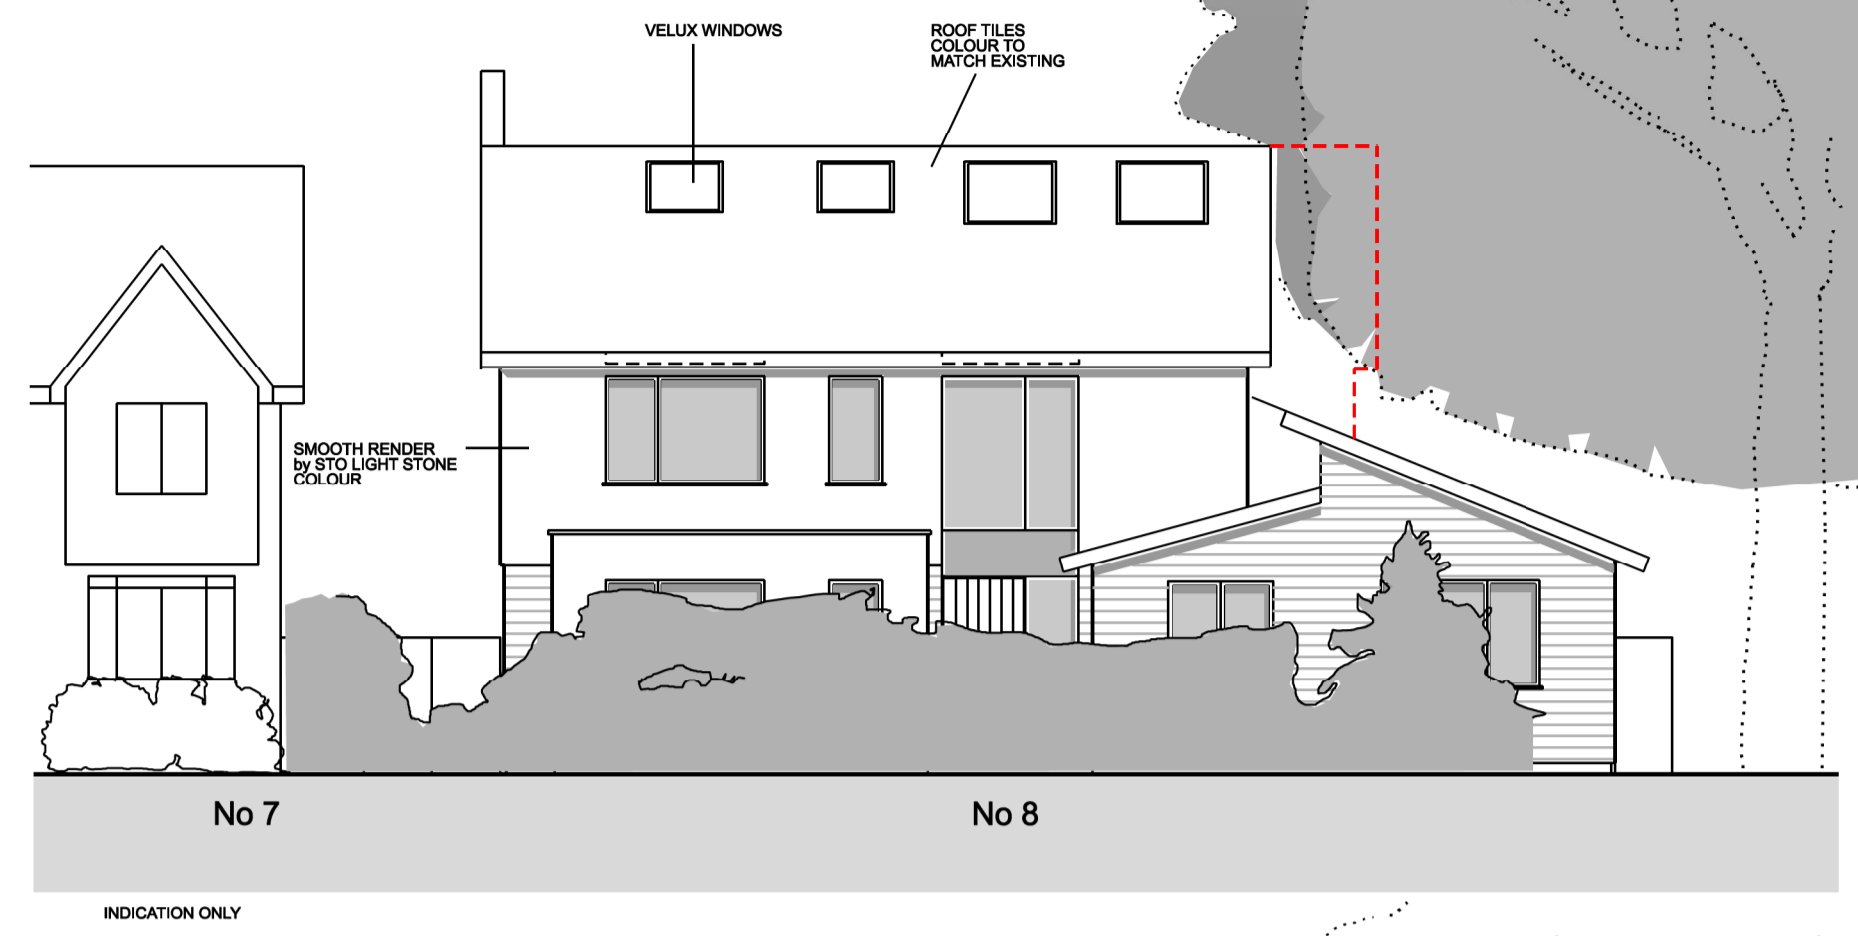 VELUX WINDOWS
ROOF TILES
COLOUR TO
MATCH EXISTING
SMOOTH RENDER
by STO LIGHT STONE
COLOUR
No 7
No 8
INDICATION ONLY